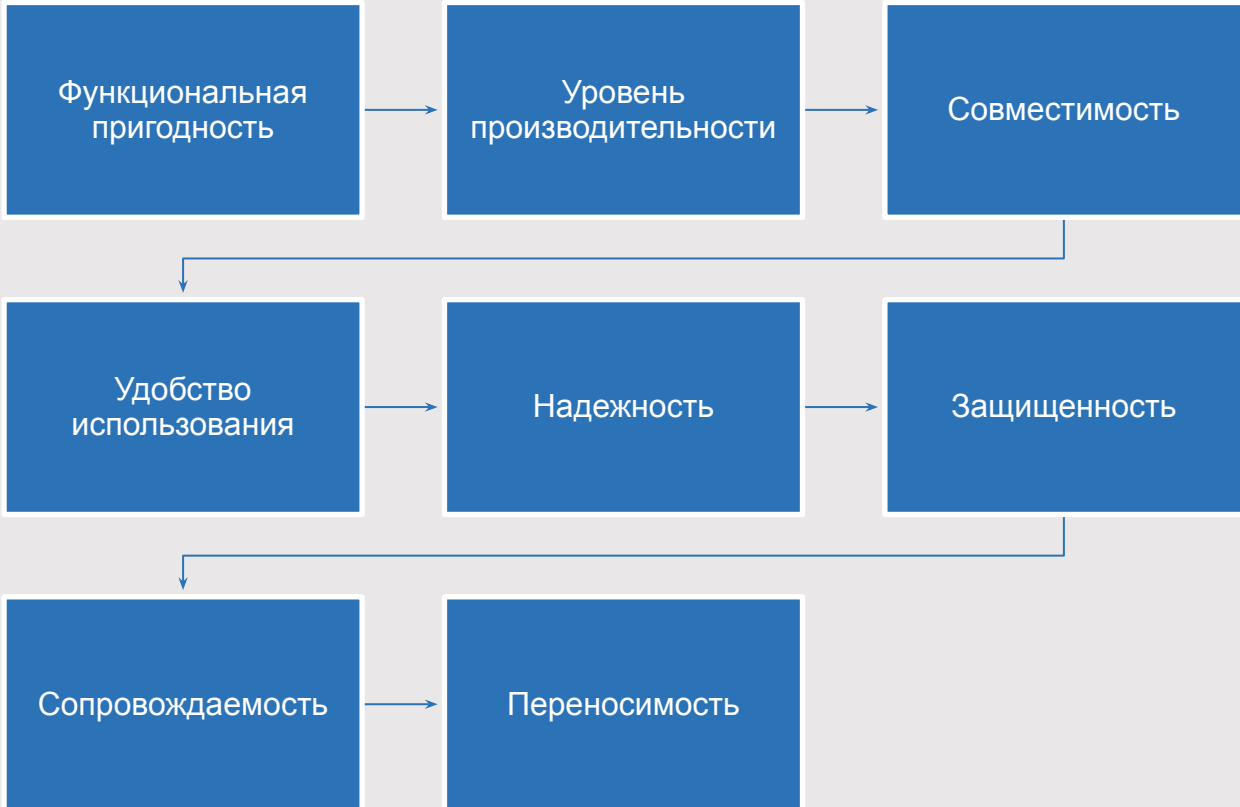 Функциональная
пригодность
Уровень
производительности
Совместимость
Удобство
использования
Надежность
Защищенность
Сопровождаемость
Переносимость